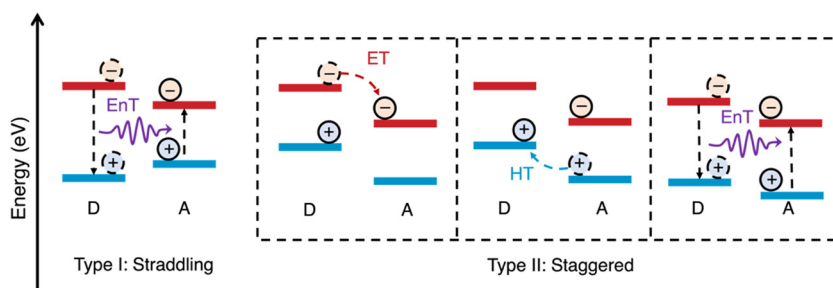 Energy (eV)
EnT
D
A
Type I: Straddling
ET
D
A
HT
D
A
EnT
D
A
Type II: Staggered